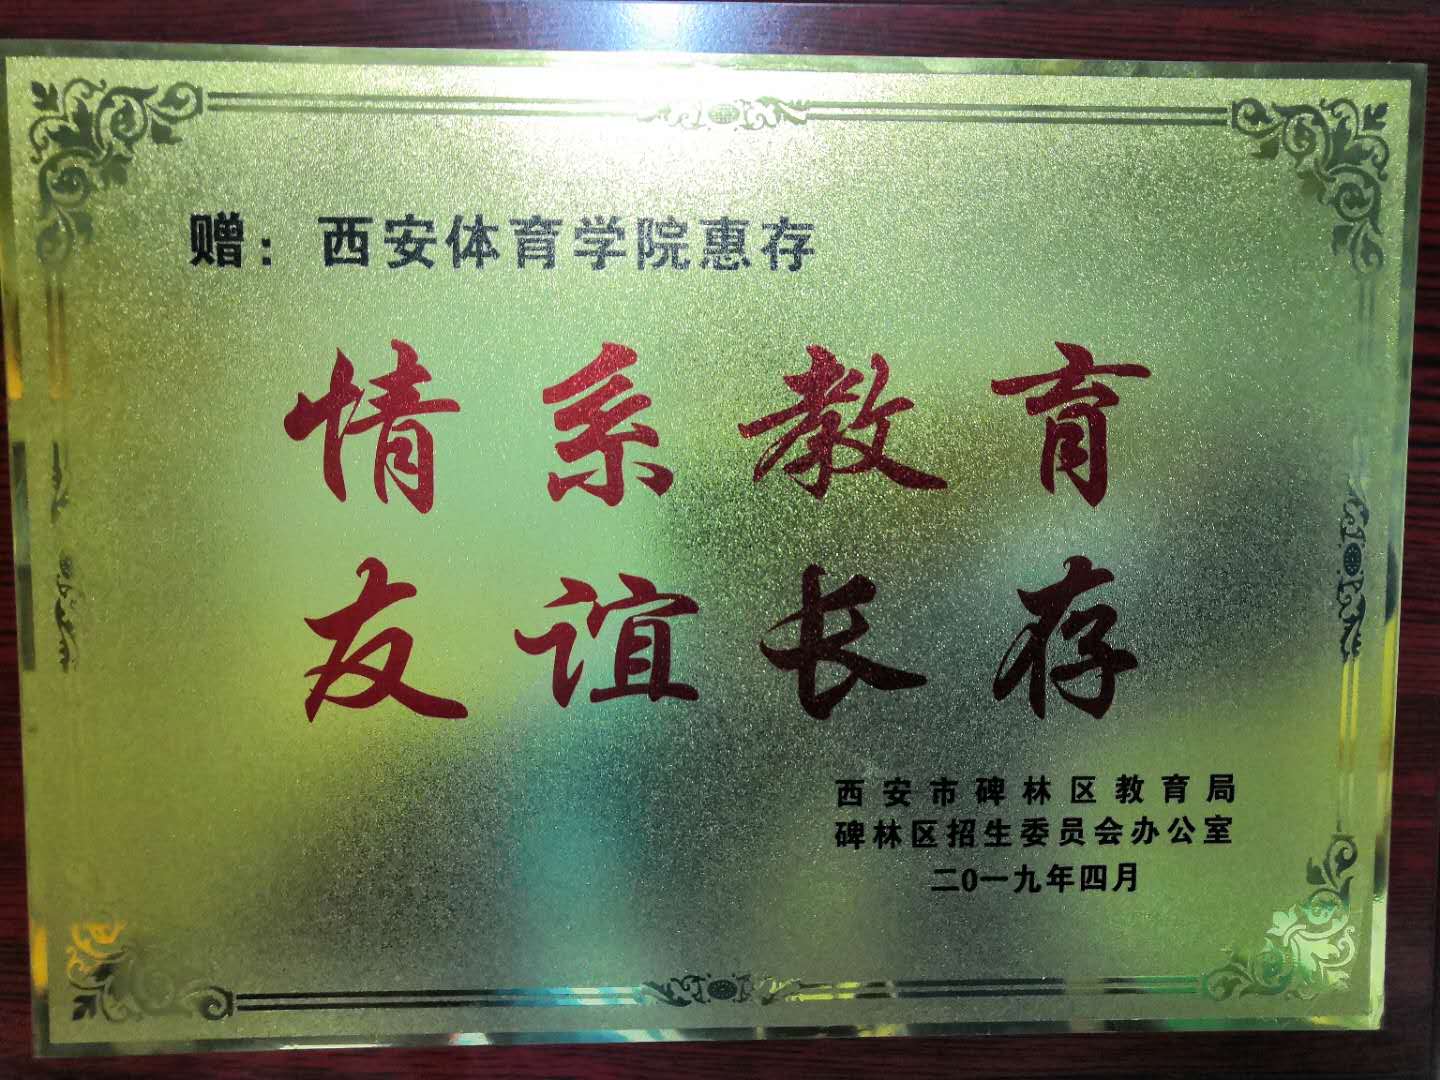 赠：西安体育学院惠存
情系教育
友谊长存
西安市碑林区教育局
碑林区招生委员会办公室
二0一九年四月